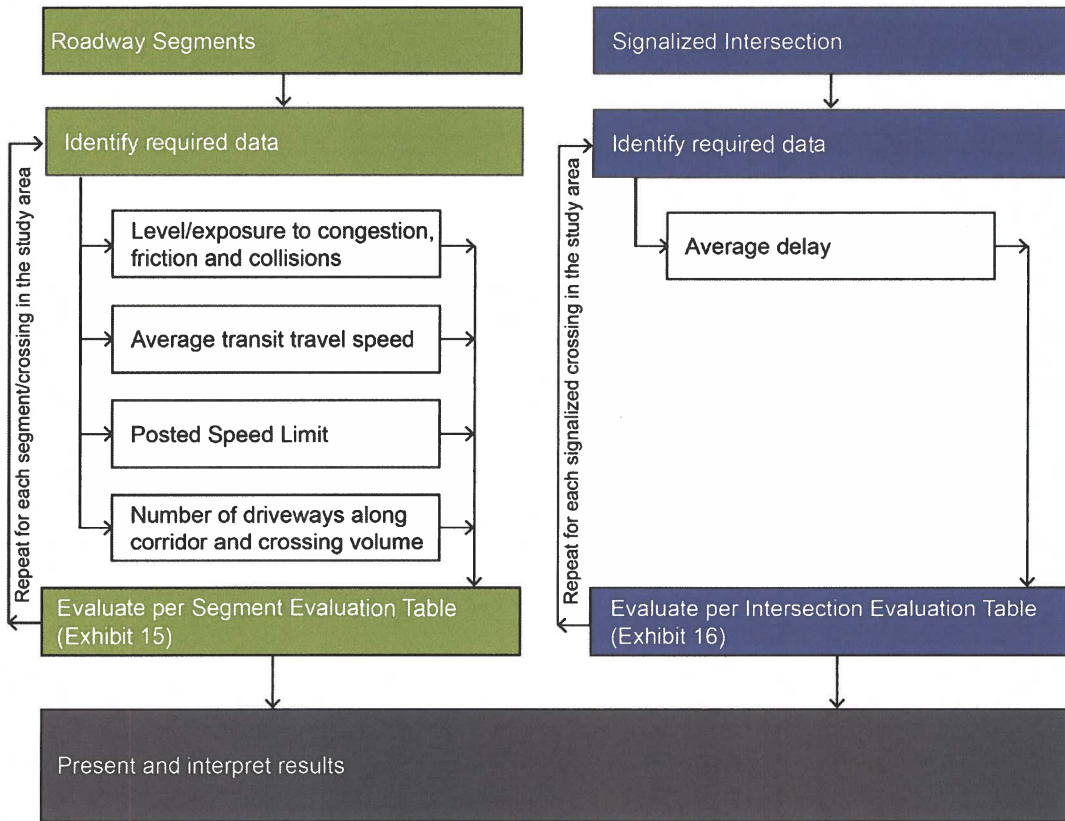 Roadway Segments
Identify required data
Repeat for each segment/crossing in the study area
Level/exposure to congestion,
friction and collisions
Average transit travel speed
Posted Speed Limit
Number of driveways along
corridor and crossing volume
Evaluate per Segment Evaluation Table
(Exhibit 15)
Signalized Intersection
Identify required data
Repeat for each signalized crossing in the study area
Average delay
Evaluate per Intersection Evaluation Table
(Exhibit 16)
Present and interpret results